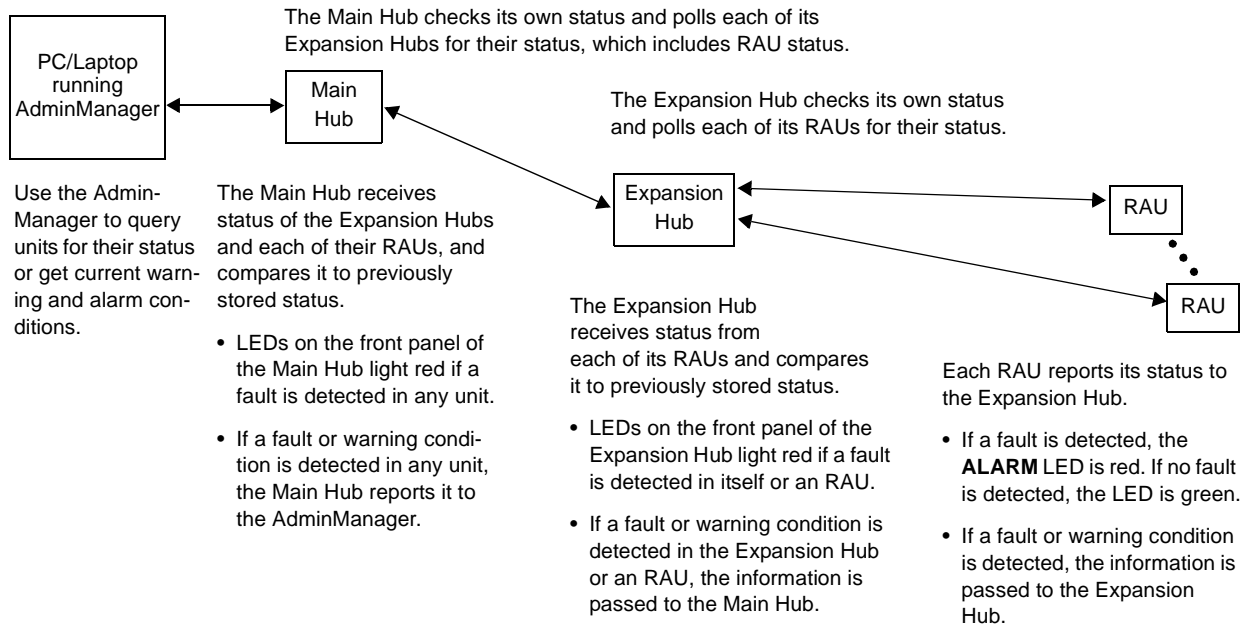 The Main Hub checks its own status and polls each of its
Expansion Hubs for their status, which includes RAU status.
PC/Laptop
running
AdminManager
Main
Hub
The Expansion Hub checks its own status
and polls each of its RAUs for their status.
Expansion
Hub
RAU
RAU
Use the Admin-
Manager to query
units for their status
or get current warn-
ing and alarm con-
ditions.
The Main Hub receives
status of the Expansion Hubs
and each of their RAUs, and
compares it to previously
stored status.
• LEDs on the front panel of
the Main Hub light red if a
fault is detected in any unit.
• If a fault or warning condi-
tion is detected in any unit,
the Main Hub reports it to
the AdminManager.
The Expansion Hub
receives status from
each of its RAUs and compares
it to previously stored status.
• LEDs on the front panel of the
Expansion Hub light red if a fault
is detected in itself or an RAU.
• If a fault or warning condition is
detected in the Expansion Hub
or an RAU, the information is
passed to the Main Hub.
Each RAU reports its status to
the Expansion Hub.
• If a fault is detected, the
ALARM LED is red. If no fault
is detected, the LED is green.
• If a fault or warning condition
is detected, the information is
passed to the Expansion
Hub.